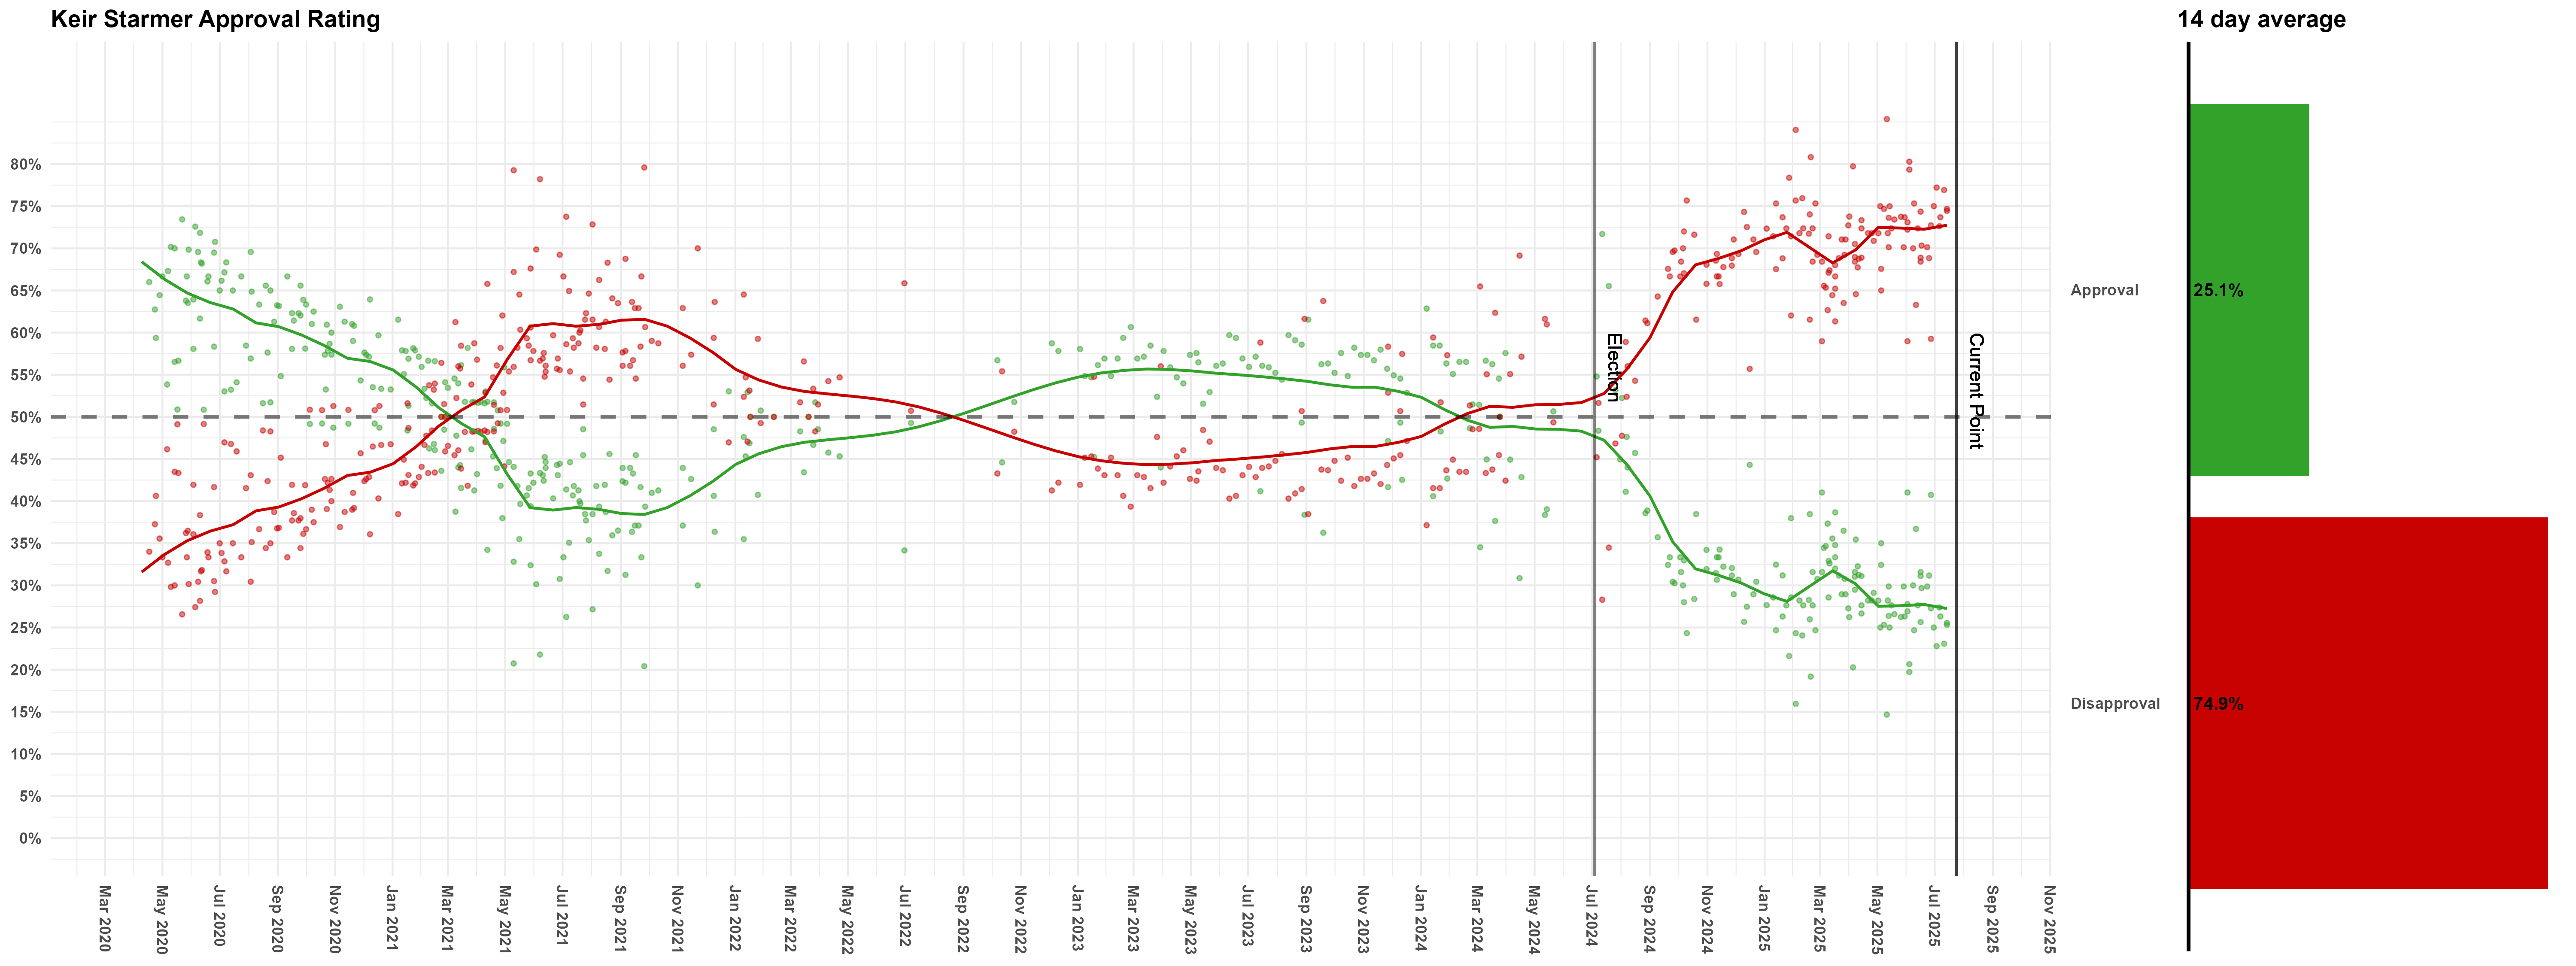 Keir Starmer Approval Rating
14 day average
80%
75%
70%
65%
60%
55%
50%
45%
40%
35%
30%
25%
20%
15%
10%
5%
0%
Election
Current Point
Mar 2020
May 2020
Jul 2020
Sep 2020
Nov 2020
Jan 2021
Mar 2021
May 2021
Jul 2021
Sep 2021
Nov 2021
Jan 2022
Mar 2022
May 2022
Jul 2022
Sep 2022
Nov 2022
Jan 2023
Mar 2023
May 2023
Jul 2023
Sep 2023
Nov 2023
Jan 2024
Mar 2024
May 2024
Jul 2024
Sep 2024
Nov 2024
Jan 2025
Mar 2025
May 2025
Jul 2025
Sep 2025
Nov 2025
Approval
25.1%
Disapproval
74.9%